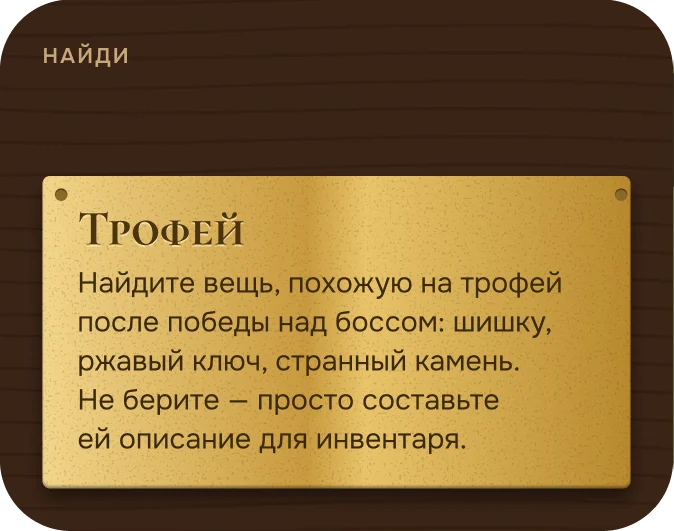 НАЙДИ
Трофей
Найдите вещь, похожую на трофей
после победы над боссом: шишку,
ржавый ключ, странный камень.
Не берите — просто составьте
ей описание для инвентаря.